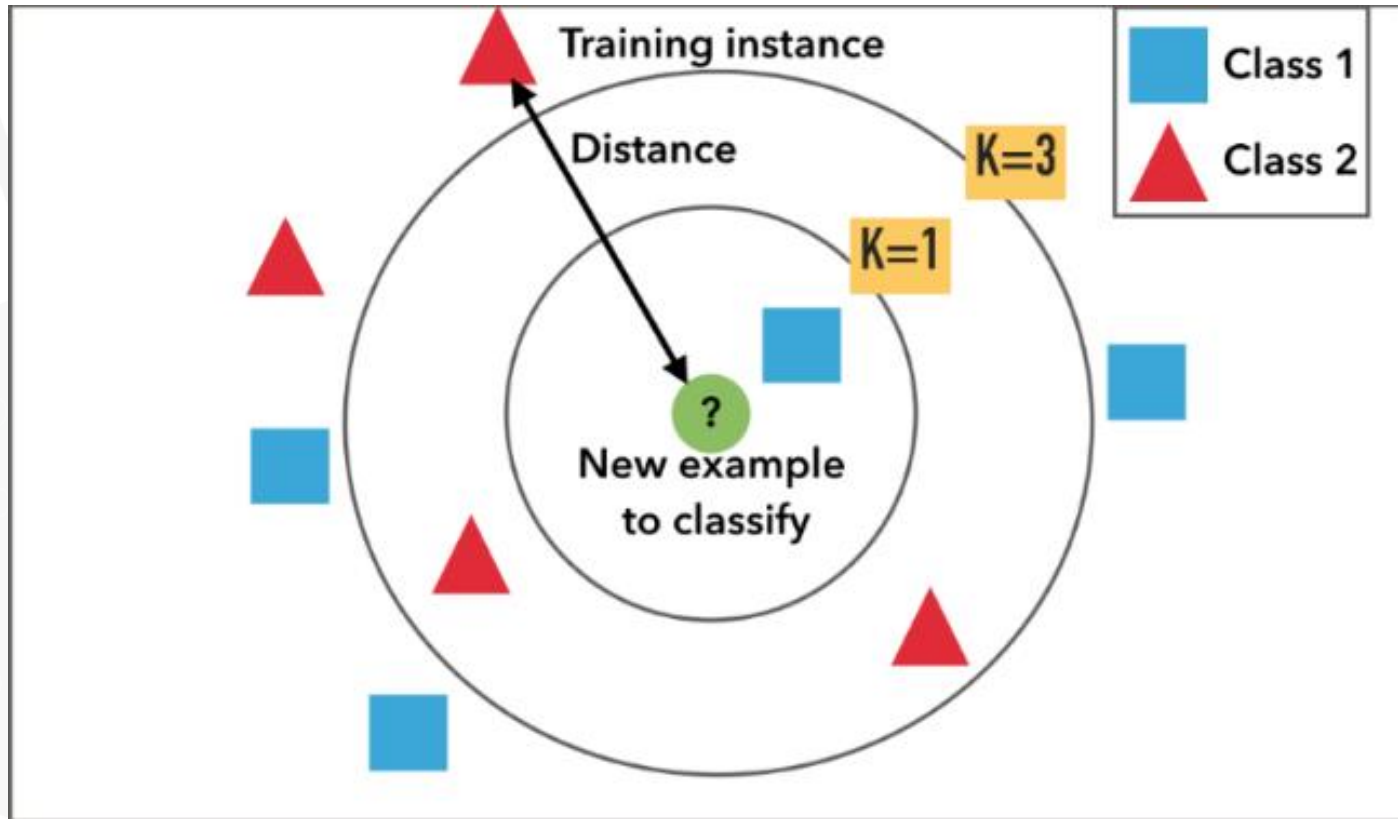 Training instance
Class 1
Distance
K=3
Class 2
K=1
?
New example
to classify